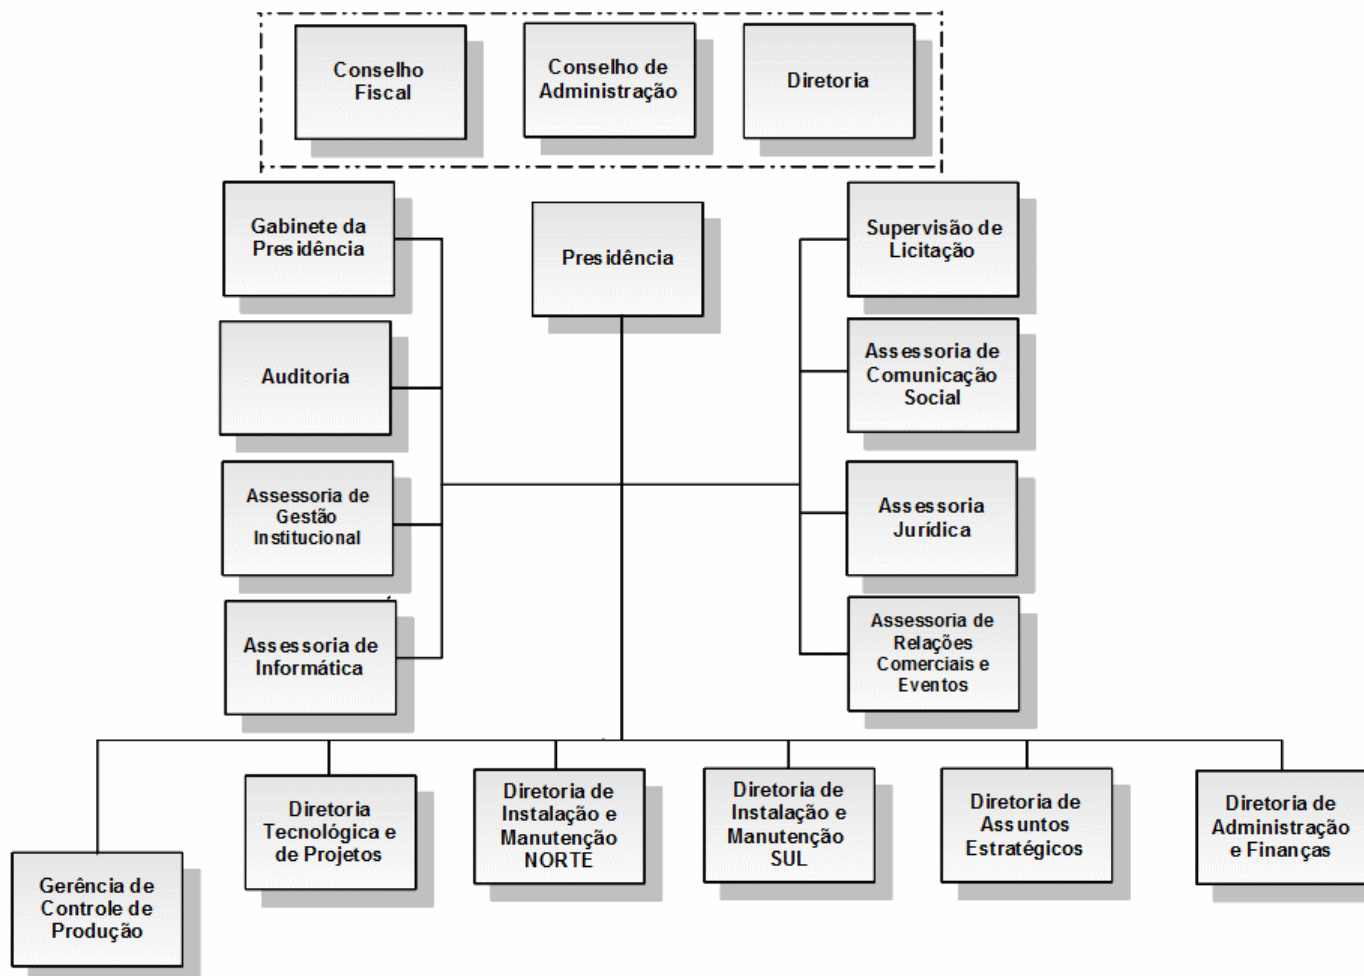 Conselho
Fiscal
Conselho de
Administração
Diretoria
Gabinete da
Presidência
Presidência
Supervisão de
Licitação
Auditoria
Assessoria de
Comunicação
Social
Assessoria de
Gestão
Institucional
Assessoria
Jurídica
Assessoria de
Informática
Assessoria de
Relações
Comerciais e
Eventos
Gerência de
Controle de
Produção
Diretoria
Tecnológica e
de Projetos
Diretoria de
Instalação e
Manutenção
NORTE
Diretoria de
Instalação e
Manutenção
SUL
Diretoria de
Assuntos
Estratégicos
Diretoria de
Administração
e Finanças